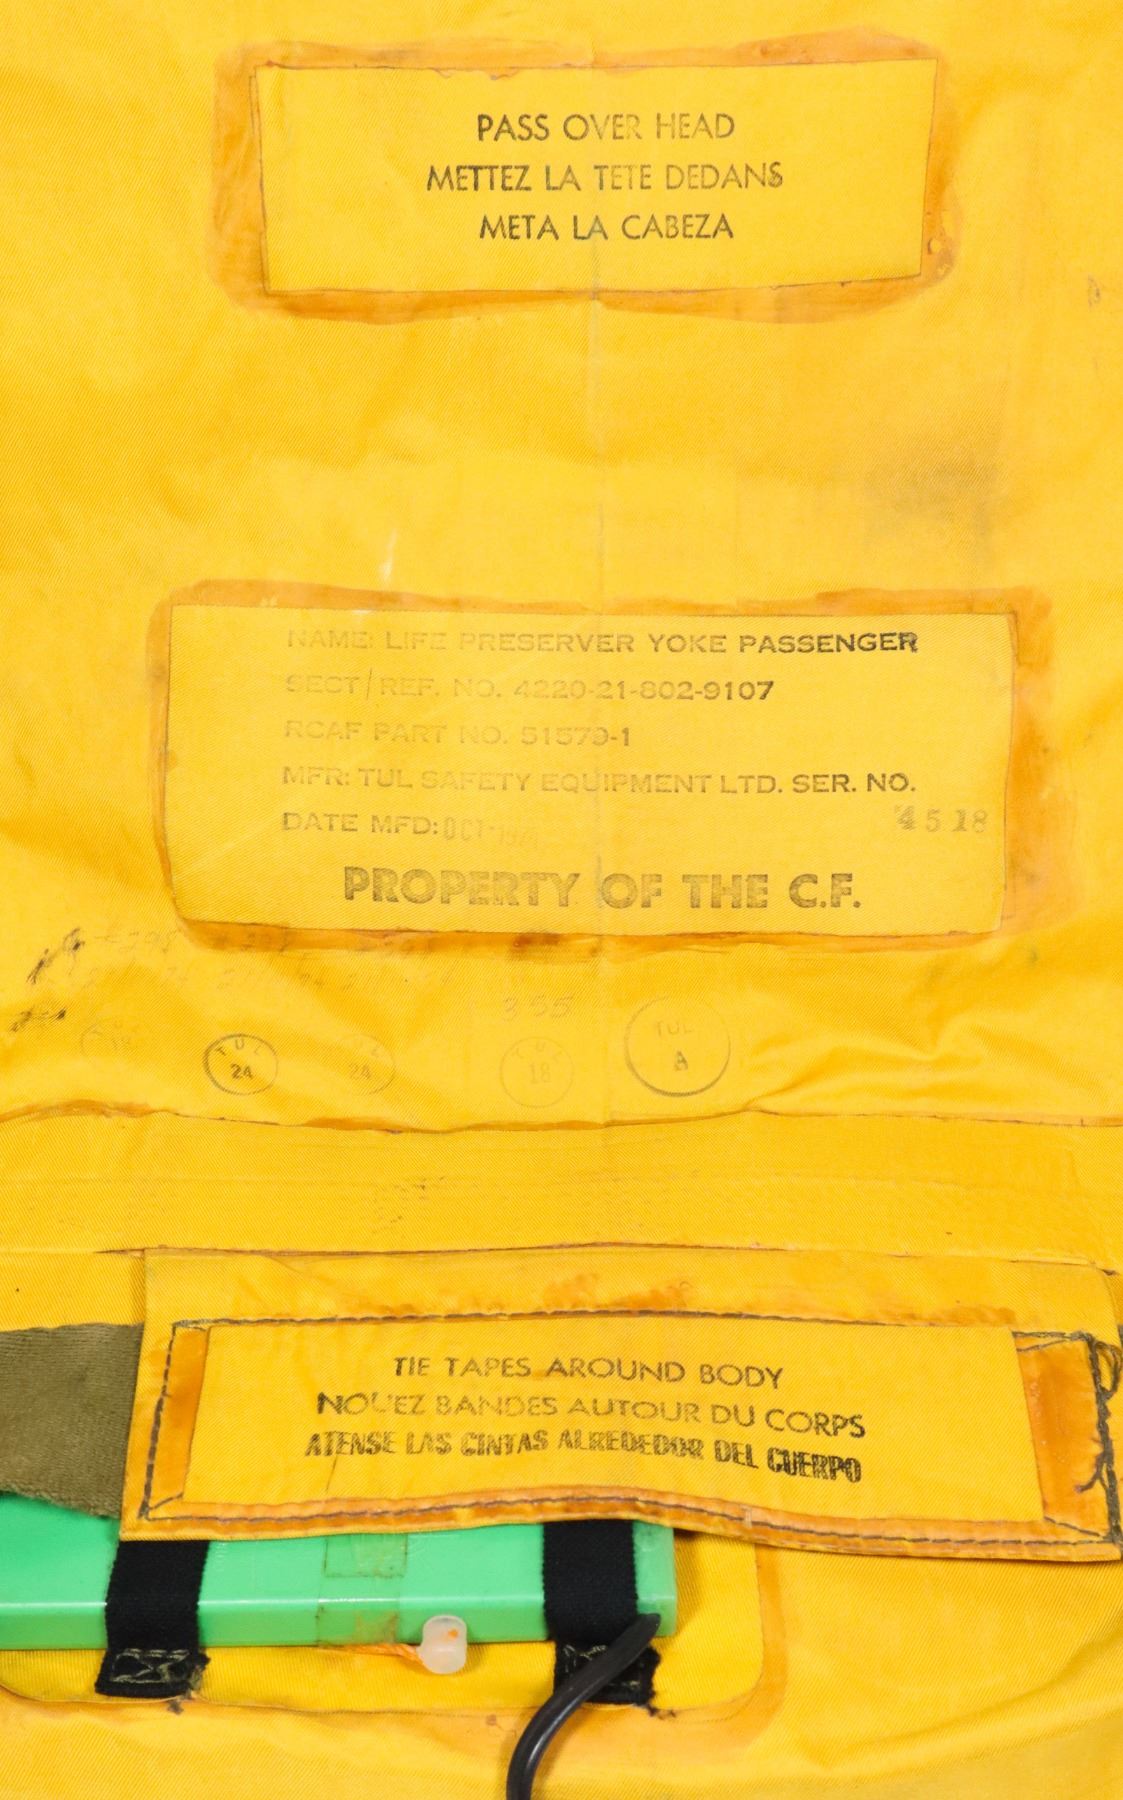 PASS OVER HEAD
METTEZ LA TETE DEDANS
META LA CABEZA
NAME: LIFE PRESERVER YOKE PASSENGER
SECT/REF. NO. 4220-21-802-9107
RCAF PART NO. 51579-1
MFR: TUL SAFETY EQUIPMENT LTD. SER. NO.
DATE MFD: OCT 4518
PROPERTY OF THE C.F.
355
TUL 24
24
TUL 18
TUL A
TIE TAPES AROUND BODY
NOUEZ BANDES AUTOUR DU CORPS
ATENSE LAS CINTAS ALREDEDOR DEL CUERPO